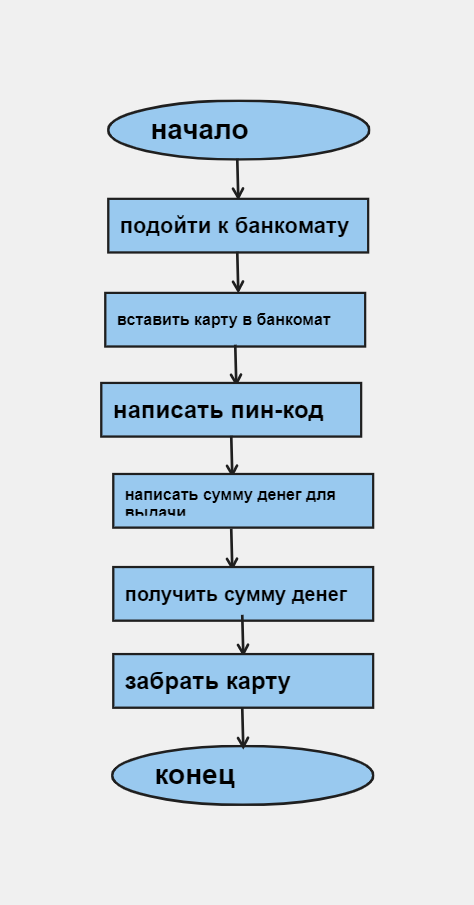 начало
подойти к банкомату
вставить карту в банкомат
написать пин-код
написать сумму денег для
выдачи
получить сумму денег
забрать карту
конец